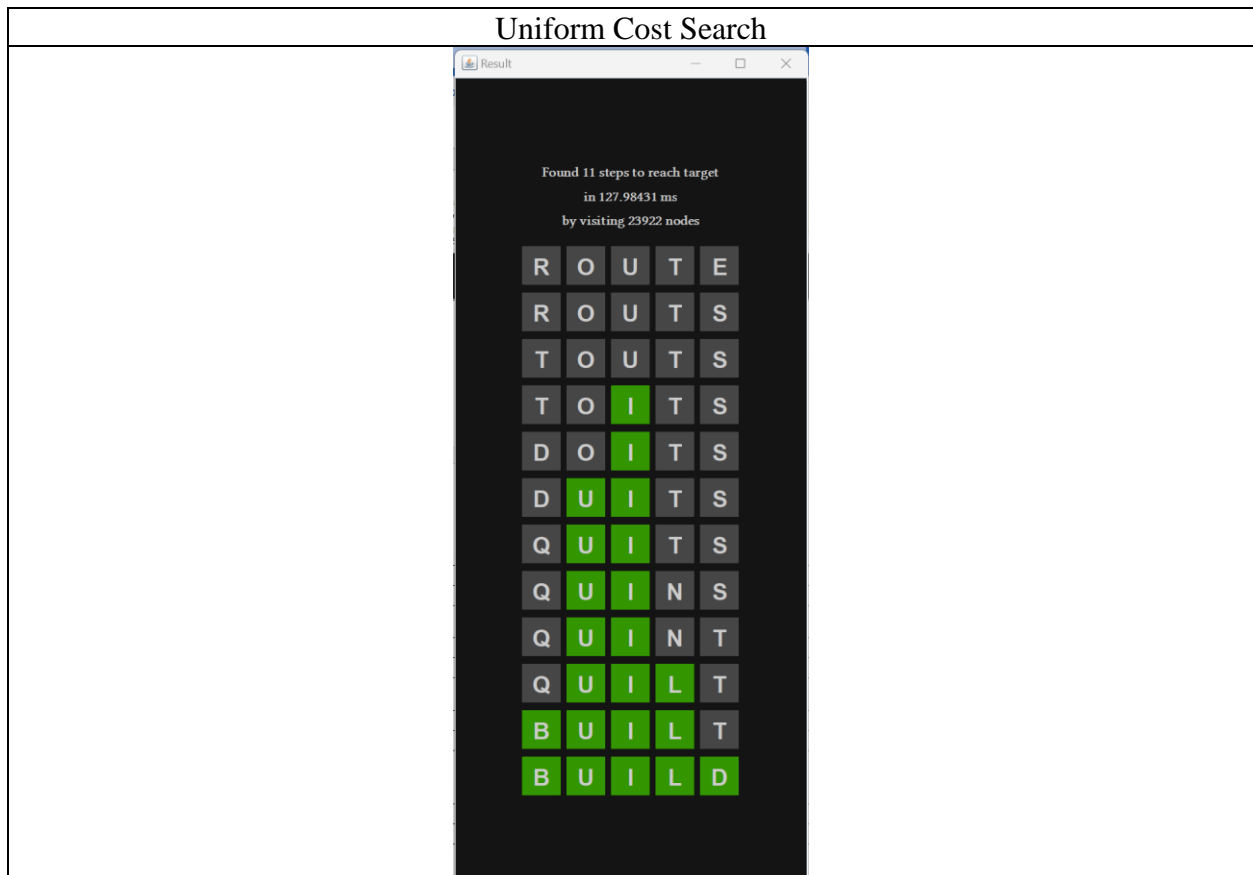 Uniform Cost Search
Result
Found 11 steps to reach target
in 127.98431 ms
by visiting 23922 nodes
R O U T E
R O U T S
T O U T S
T O I T S
D O I T S
D U I T S
Q U I T S
Q U I N S
Q U I N T
Q U I L T
B U I L T
B U I L D